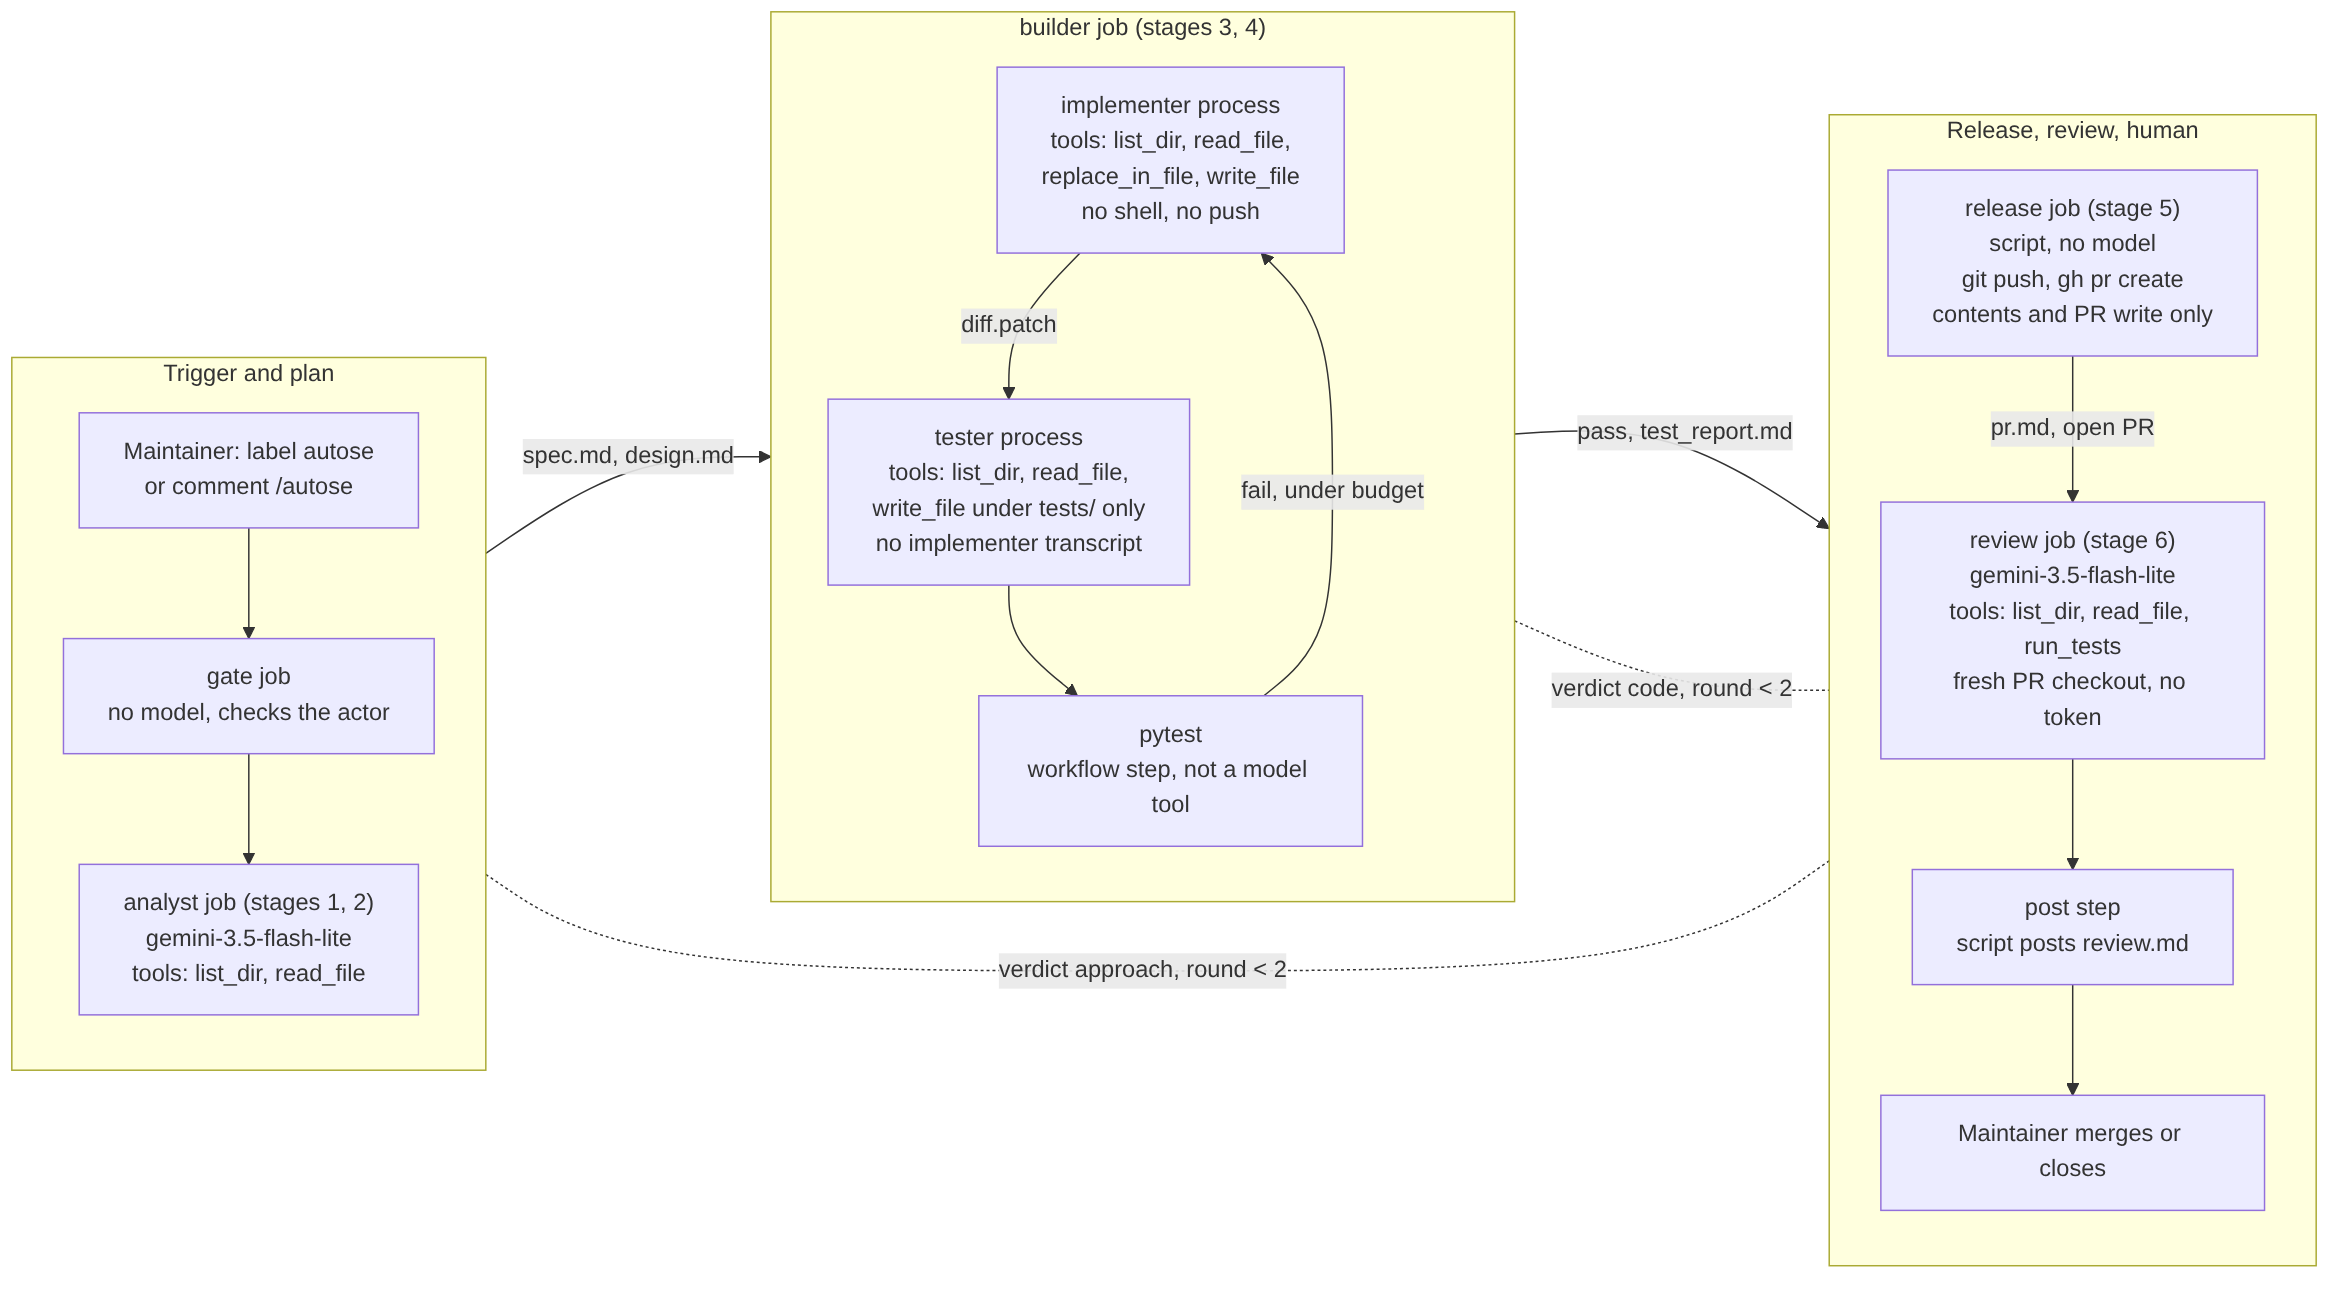 Trigger and plan
Maintainer: label autose
or comment /autose
gate job
no model, checks the actor
analyst job (stages 1, 2)
gemini-3.5-flash-lite
tools: list_dir, read_file
spec.md, design.md
builder job (stages 3, 4)
implementer process
tools: list_dir, read_file,
replace_in_file, write_file
no shell, no push
diff.patch
tester process
tools: list_dir, read_file,
write_file under tests/ only
no implementer transcript
fail, under budget
pytest
workflow step, not a model
tool
pass, test_report.md
verdict code, round < 2
verdict approach, round < 2
Release, review, human
release job (stage 5)
script, no model
git push, gh pr create
contents and PR write only
pr.md, open PR
review job (stage 6)
gemini-3.5-flash-lite
tools: list_dir, read_file,
run_tests
fresh PR checkout, no
token
post step
script posts review.md
Maintainer merges or
closes